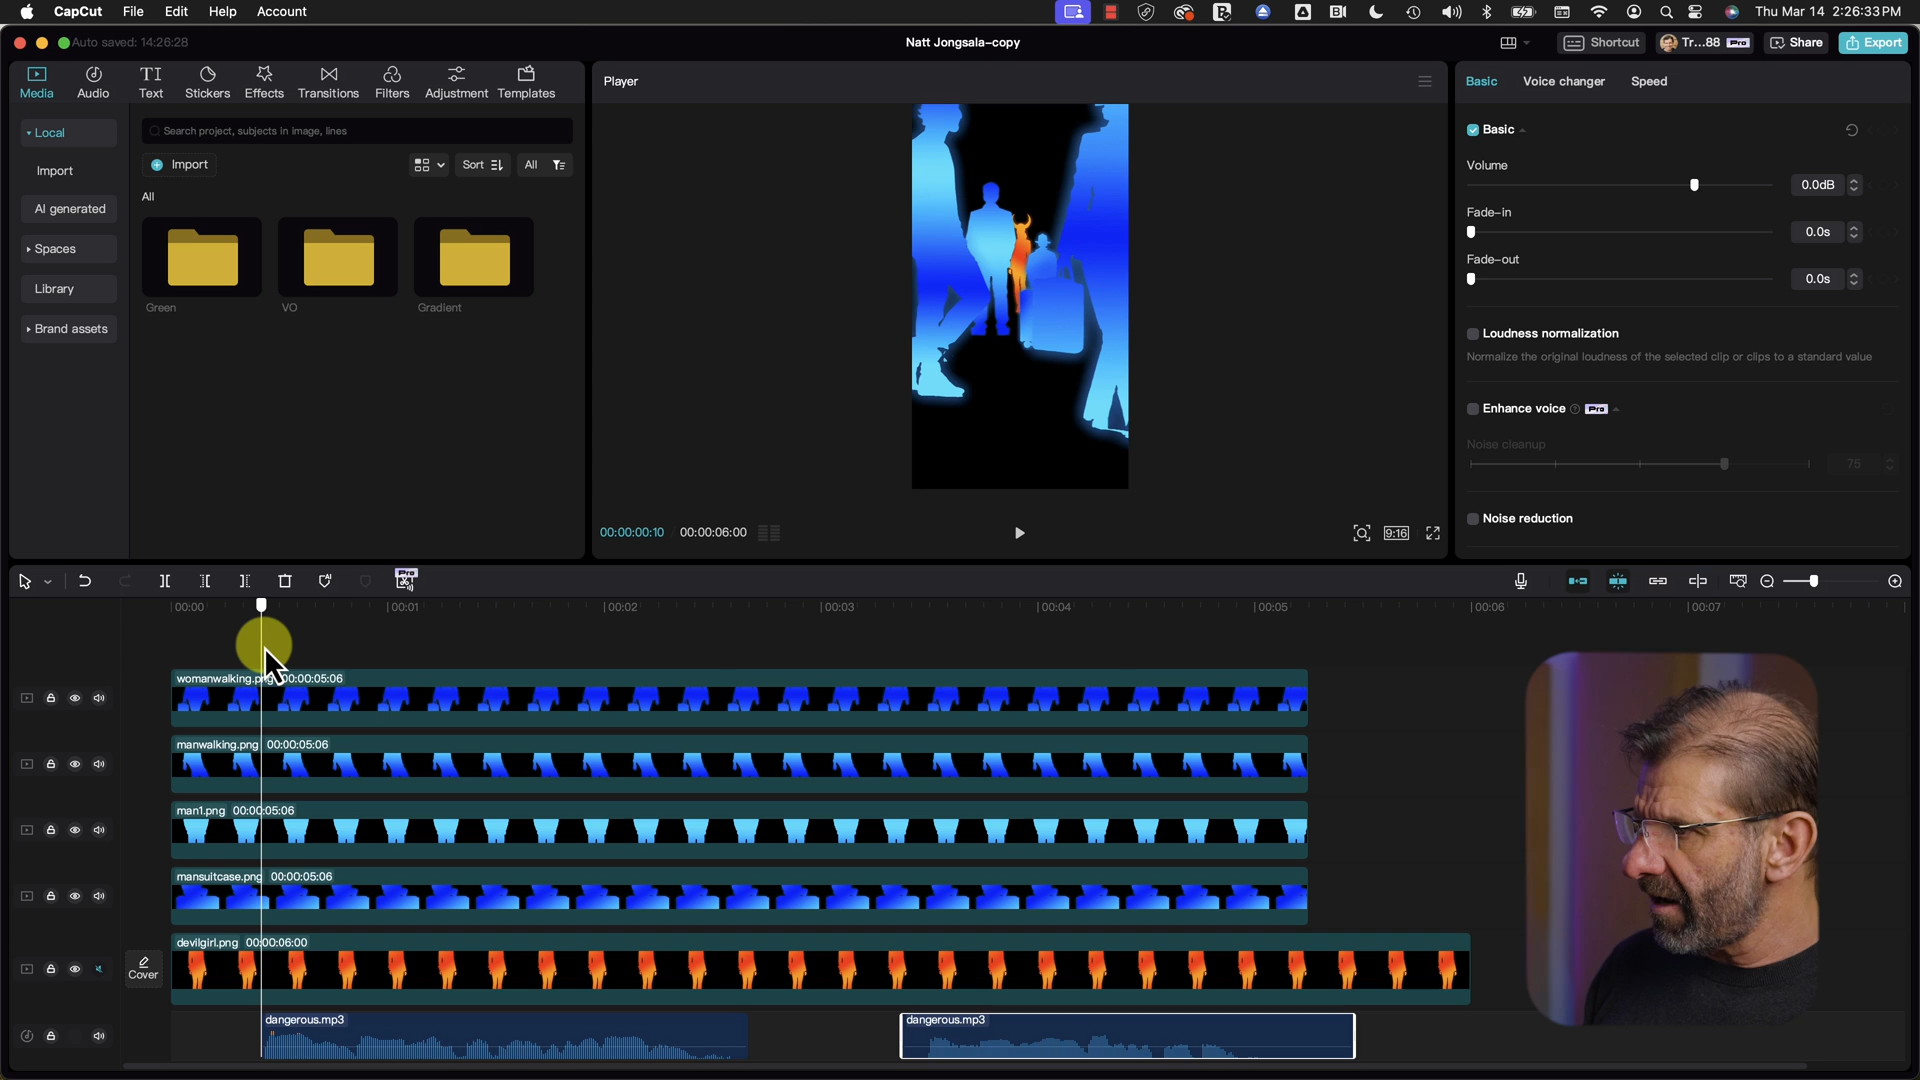 CapCut File Edit Help Account
Thu Mar 14 2:26:33 PM
Auto saved: 14:26:28
Natt Jongsala-copy
Shortcut
Tr...88 Pro
Share
Export
Media Audio Text Stickers Effects Transitions Filters Adjustment Templates
Player
Basic Voice changer Speed
Local
Import
AI generated
Spaces
Library
Brand assets
Search project, subjects in image, lines
Import
Sort
All
All
Green
VO
Gradient
00:00:00:10 00:00:06:00
9:16
Basic
Volume
0.0dB
Fade-in
0.0s
Fade-out
0.0s
Loudness normalization
Normalize the original loudness of the selected clip or clips to a standard value
Enhance voice Pro
Noise cleanup
75
Noise reduction
Pro
00:00 00:01 00:02 00:03 00:04 00:05 00:06 00:07
womanwalking.png 00:00:05:06
manwalking.png 00:00:05:06
man1.png 00:00:05:06
mansuitcase.png 00:00:05:06
devilgirl.png 00:00:06:00
Cover
dangerous.mp3
dangerous.mp3